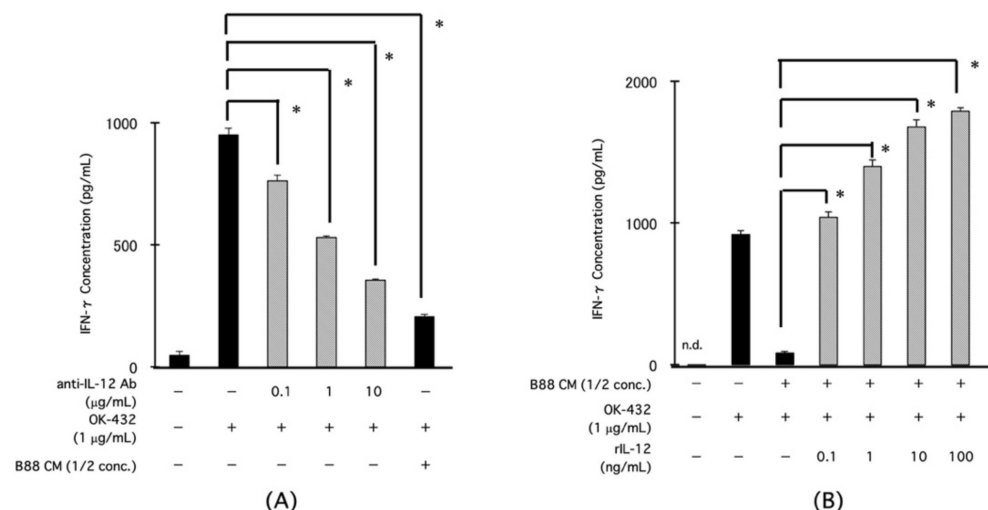 IFN-γ Concentration (pg/mL)
1000
500
0
* * * *
anti-IL-12 Ab
(μg/mL)
− − 0.1 1 10 −
OK-432
(1 μg/mL)
− + + + + +
B88 CM (1/2 conc.)
− − − − − +
(A)
IFN-γ Concentration (pg/mL)
2000
1000
0
n.d.
* * * *
B88 CM (1/2 conc.)
− − + + + + +
OK-432
(1 μg/mL)
− + + + + + +
rIL-12
(ng/mL)
− − − 0.1 1 10 100
(B)